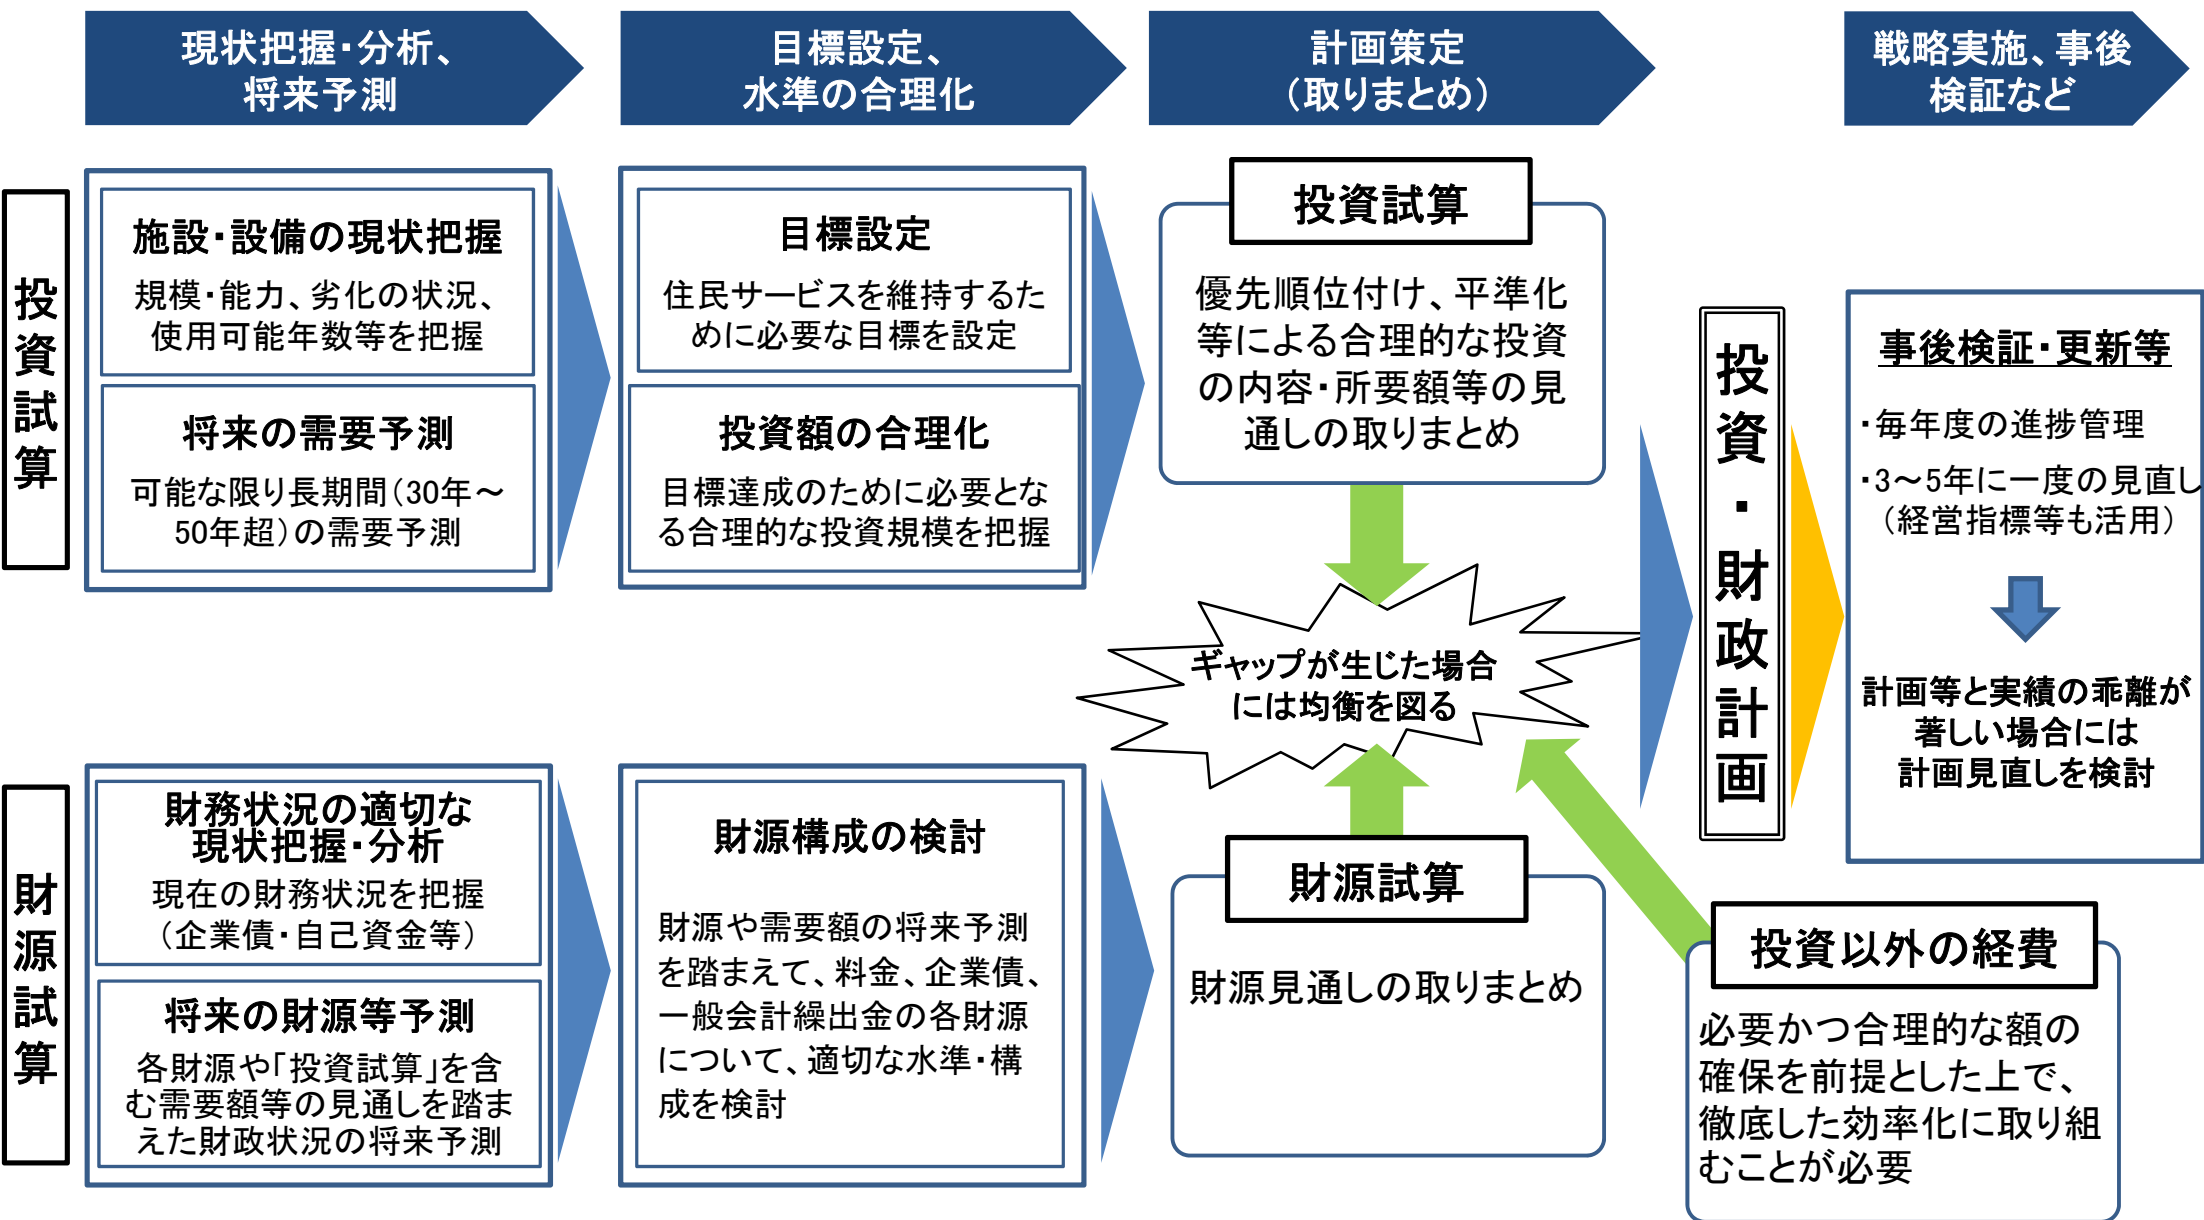 現状把握・分析、
将来予測
目標設定、
水準の合理化
計画策定
（取りまとめ）
戦略実施、事後
検証など
投資試算
施設・設備の現状把握
規模・能力、劣化の状況、
使用可能年数等を把握
将来の需要予測
可能な限り長期間（30年～
50年超）の需要予測
目標設定
住民サービスを維持するた
めに必要な目標を設定
投資額の合理化
目標達成のために必要とな
る合理的な投資規模を把握
投資試算
優先順位付け、平準化
等による合理的な投資
の内容・所要額等の見
通しの取りまとめ
ギャップが生じた場合
には均衡を図る
投資・財政計画
事後検証・更新等
・毎年度の進捗管理
・3～5年に一度の見直し
（経営指標等も活用）
計画等と実績の乖離が
著しい場合には
計画見直しを検討
財源試算
財務状況の適切な
現状把握・分析
現在の財務状況を把握
（企業債・自己資金等）
将来の財源等予測
各財源や「投資試算」を含
む需要額等の見通しを踏ま
えた財政状況の将来予測
財源構成の検討
財源や需要額の将来予測
を踏まえて、料金、企業債、
一般会計繰出金の各財源
について、適切な水準・構
成を検討
財源試算
財源見通しの取りまとめ
投資以外の経費
必要かつ合理的な額の
確保を前提とした上で、
徹底した効率化に取り組
むことが必要